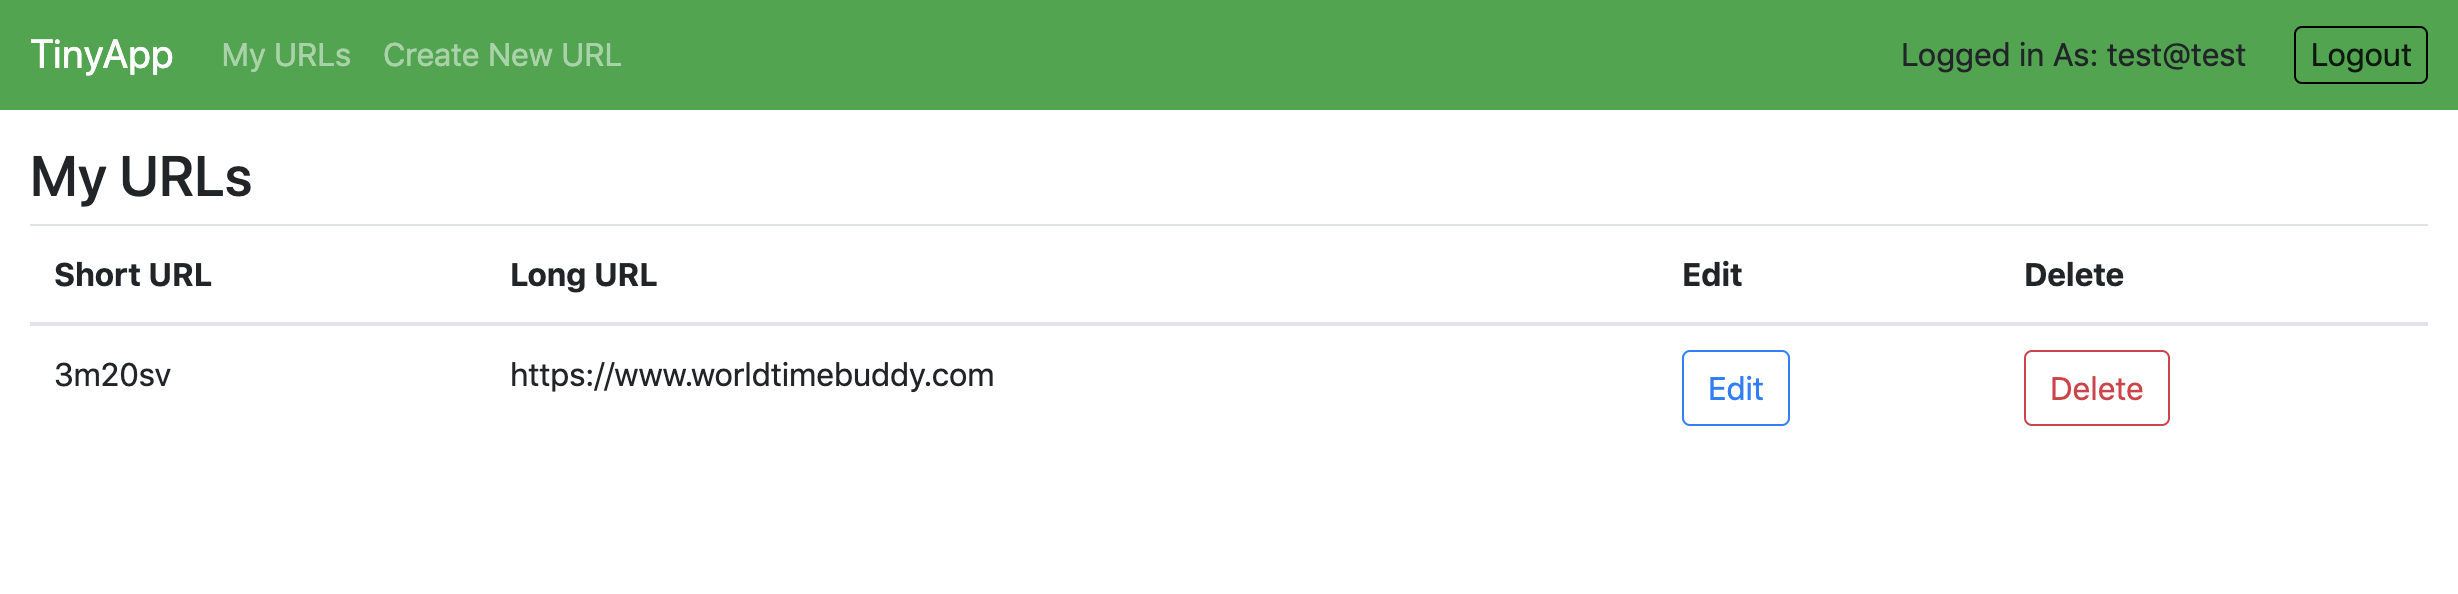 TinyApp My URLs Create New URL Logged in As: test@test Logout
My URLs
Short URL Long URL Edit Delete
3m20sv https://www.worldtimebuddy.com Edit Delete